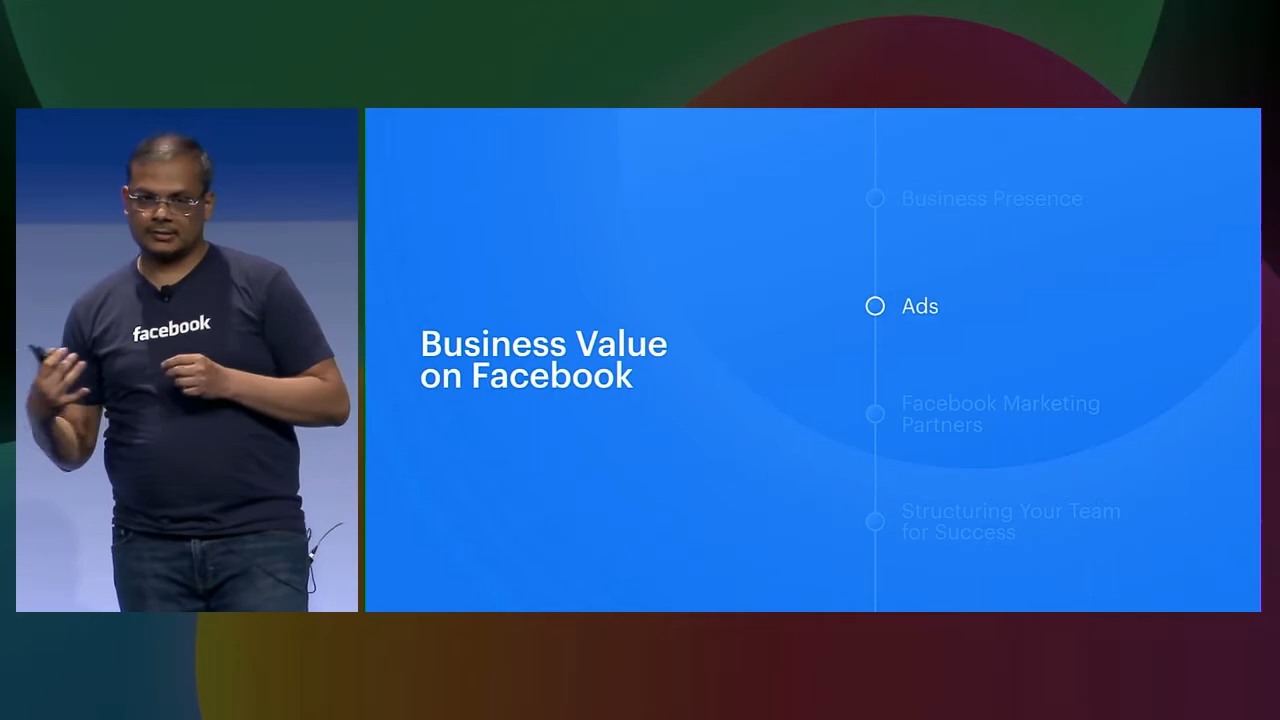 facebook
Business Value
on Facebook
Business Presence
Ads
Facebook Marketing
Partners
Structuring Your Team
for Success